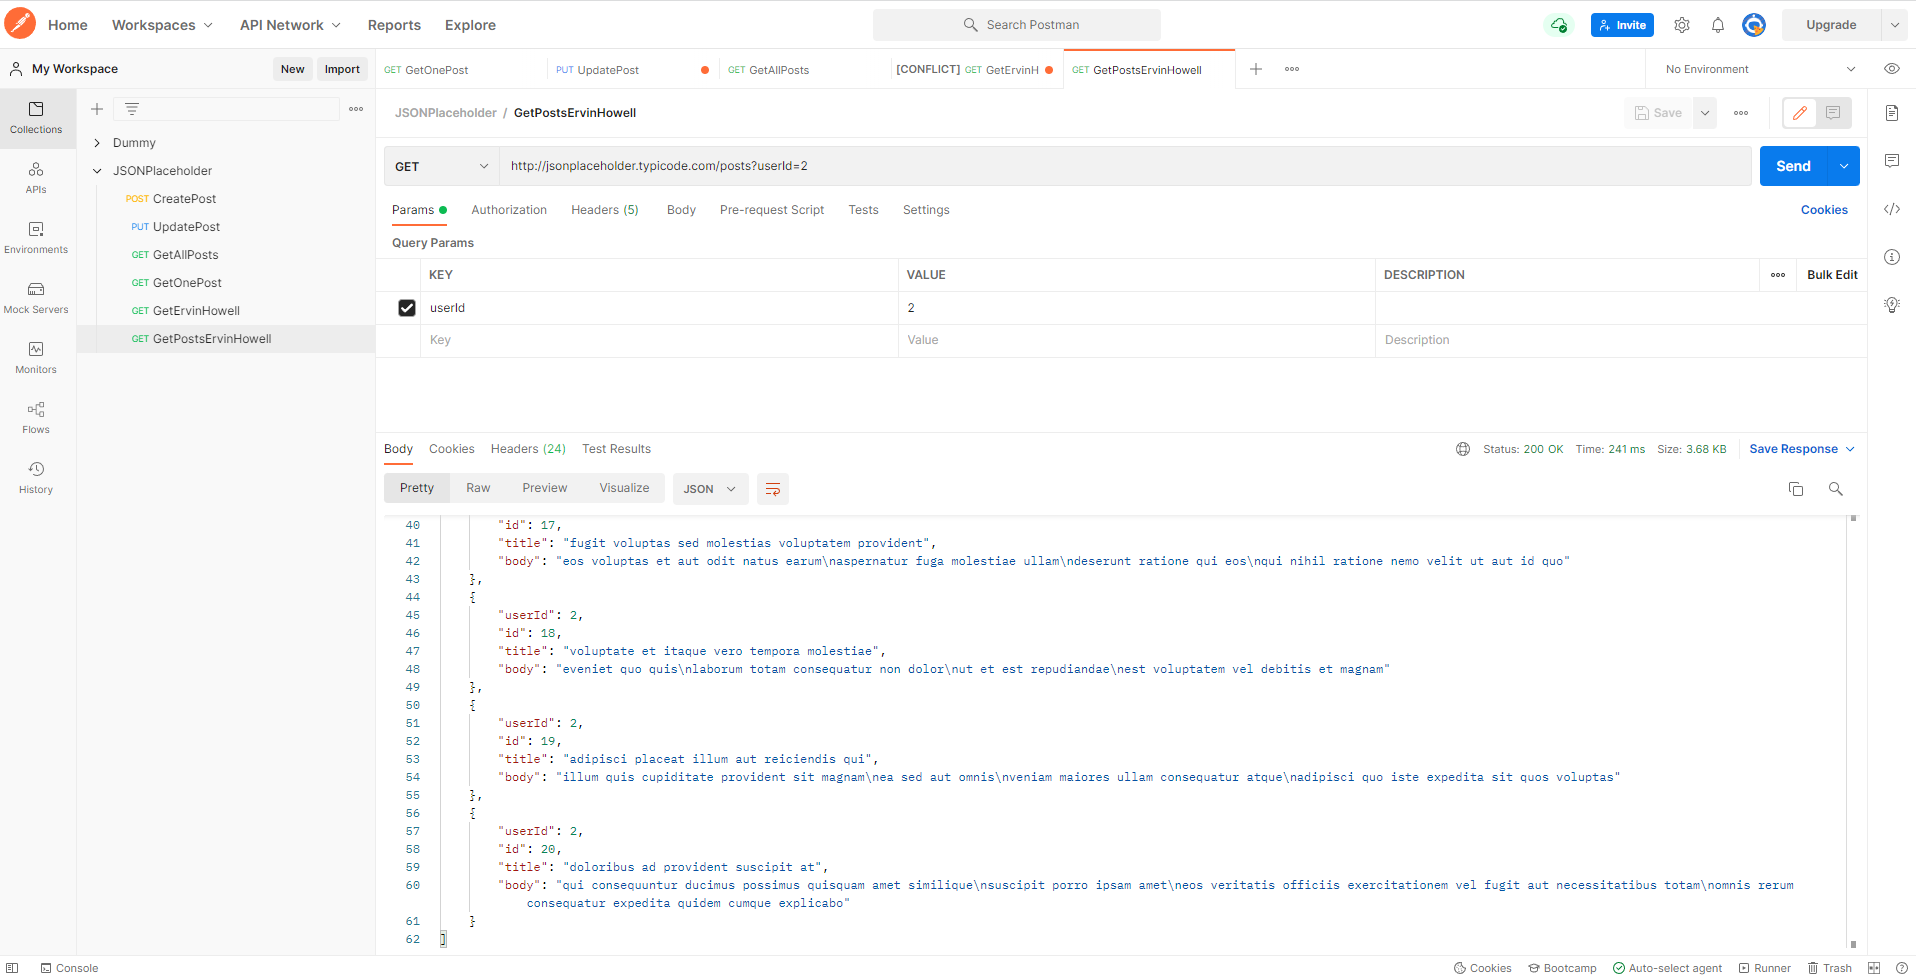 Home Workspaces API Network Reports Explore Search Postman Invite Upgrade
My Workspace New Import
GET GetOnePost PUT UpdatePost GET GetAllPosts [CONFLICT] GET GetErvinH GET GetPostsErvinHowell No Environment
Collections
APIs
Environments
Mock Servers
Monitors
Flows
History
Dummy
JSONPlaceholder
POST CreatePost
PUT UpdatePost
GET GetAllPosts
GET GetOnePost
GET GetErvinHowell
GET GetPostsErvinHowell
JSONPlaceholder / GetPostsErvinHowell Save
GET http://jsonplaceholder.typicode.com/posts?userId=2 Send
Params Authorization Headers (5) Body Pre-request Script Tests Settings Cookies
Query Params
KEY VALUE DESCRIPTION Bulk Edit
userId 2
Key Value Description
Body Cookies Headers (24) Test Results Status: 200 OK Time: 241 ms Size: 3.68 KB Save Response
Pretty Raw Preview Visualize JSON
40 "id": 17,
41 "title": "fugit voluptas sed molestias voluptatem provident",
42 "body": "eos voluptas et aut odit natus earum\naspernatur fuga molestiae ullam\ndeserunt ratione qui eos\nqui nihil ratione nemo velit ut aut id quo"
43 },
44 {
45 "userId": 2,
46 "id": 18,
47 "title": "voluptate et itaque vero tempora molestiae",
48 "body": "eveniet quo quis\nlaborum totam consequatur non dolor\nut et est repudiandae\nest voluptatem vel debitis et magnam"
49 },
50 {
51 "userId": 2,
52 "id": 19,
53 "title": "adipisci placeat illum aut reiciendis qui",
54 "body": "illum quis cupiditate provident sit magnam\nea sed aut omnis\nveniam maiores ullam consequatur atque\nadipisci quo iste expedita sit quos voluptas"
55 },
56 {
57 "userId": 2,
58 "id": 20,
59 "title": "doloribus ad provident suscipit at",
60 "body": "qui consequuntur ducimus possimus quisquam amet similique\nsuscipit porro ipsam amet\neos veritatis officiis exercitationem vel fugit aut necessitatibus totam\nomnis rerum
consequatur expedita quidem cumque explicabo"
61 }
62 ]
Console Cookies Bootcamp Auto-select agent Runner Trash